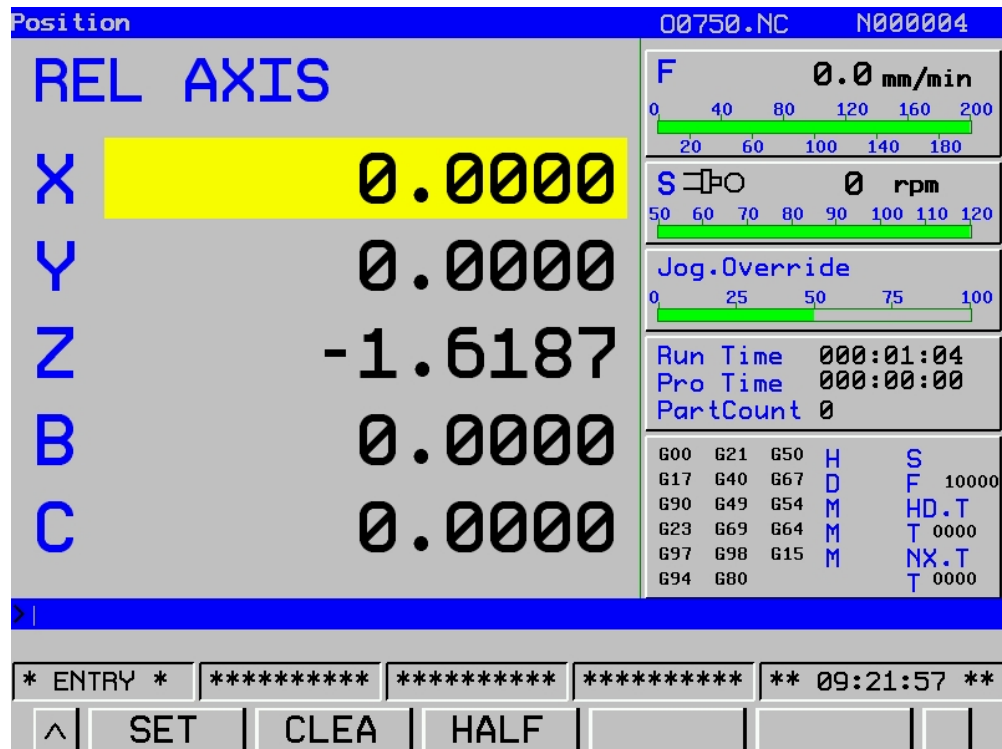 Position O0750.NC N000004
REL AXIS
X 0.0000
Y 0.0000
Z -1.6187
B 0.0000
C 0.0000
F 0.0 mm/min
0 40 80 120 160 200
20 60 100 140 180
S 0 rpm
50 60 70 80 90 100 110 120
Jog.Override
0 25 50 75 100
Run Time 000:01:04
Pro Time 000:00:00
PartCount 0
G00 G21 G50 H S
G17 G40 G67 D F 10000
G90 G49 G54 M HD.T
G23 G69 G64 M T 0000
G97 G98 G15 M NX.T
G94 G80 T 0000
>
* ENTRY * ********** ********** ********** ** 09:21:57 **
^ SET CLEA HALF